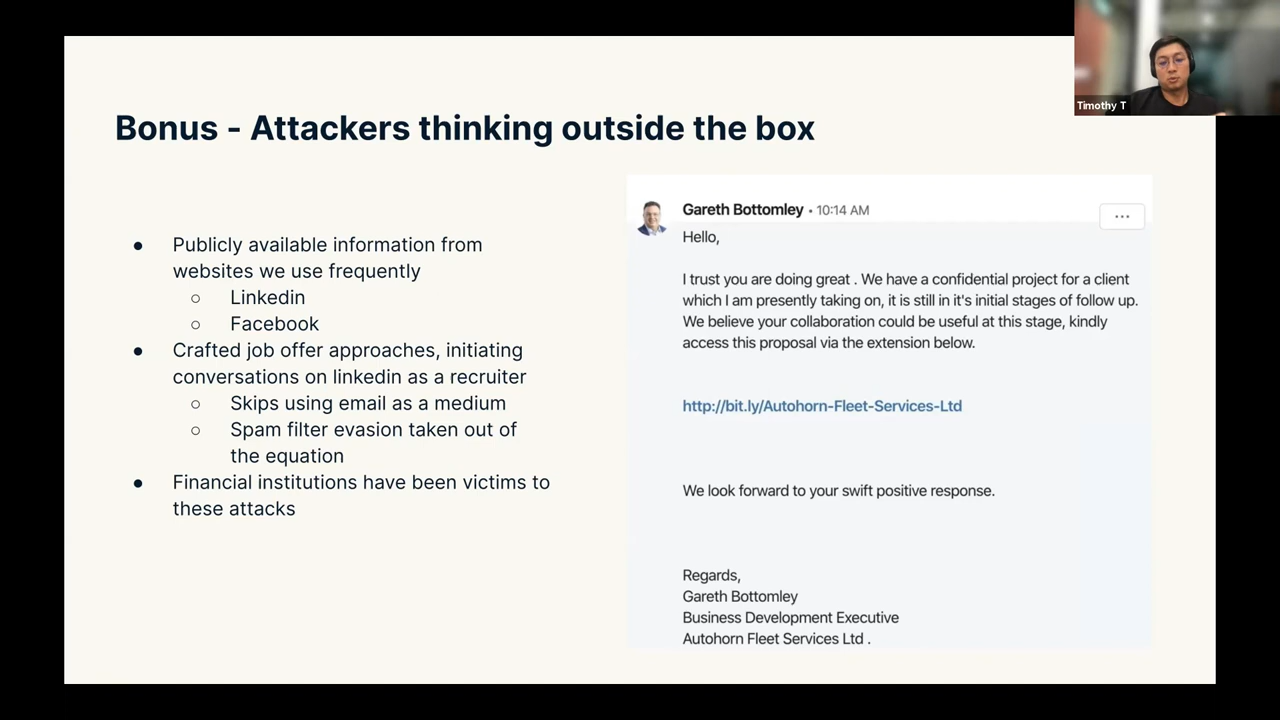 Timothy T
Bonus - Attackers thinking outside the box
● Publicly available information from
websites we use frequently
○ Linkedin
○ Facebook
● Crafted job offer approaches, initiating
conversations on linkedin as a recruiter
○ Skips using email as a medium
○ Spam filter evasion taken out of
the equation
● Financial institutions have been victims to
these attacks
Gareth Bottomley • 10:14 AM
Hello,
I trust you are doing great . We have a confidential project for a client
which I am presently taking on, it is still in it's initial stages of follow up.
We believe your collaboration could be useful at this stage, kindly
access this proposal via the extension below.
http://bit.ly/Autohorn-Fleet-Services-Ltd
We look forward to your swift positive response.
Regards,
Gareth Bottomley
Business Development Executive
Autohorn Fleet Services Ltd .